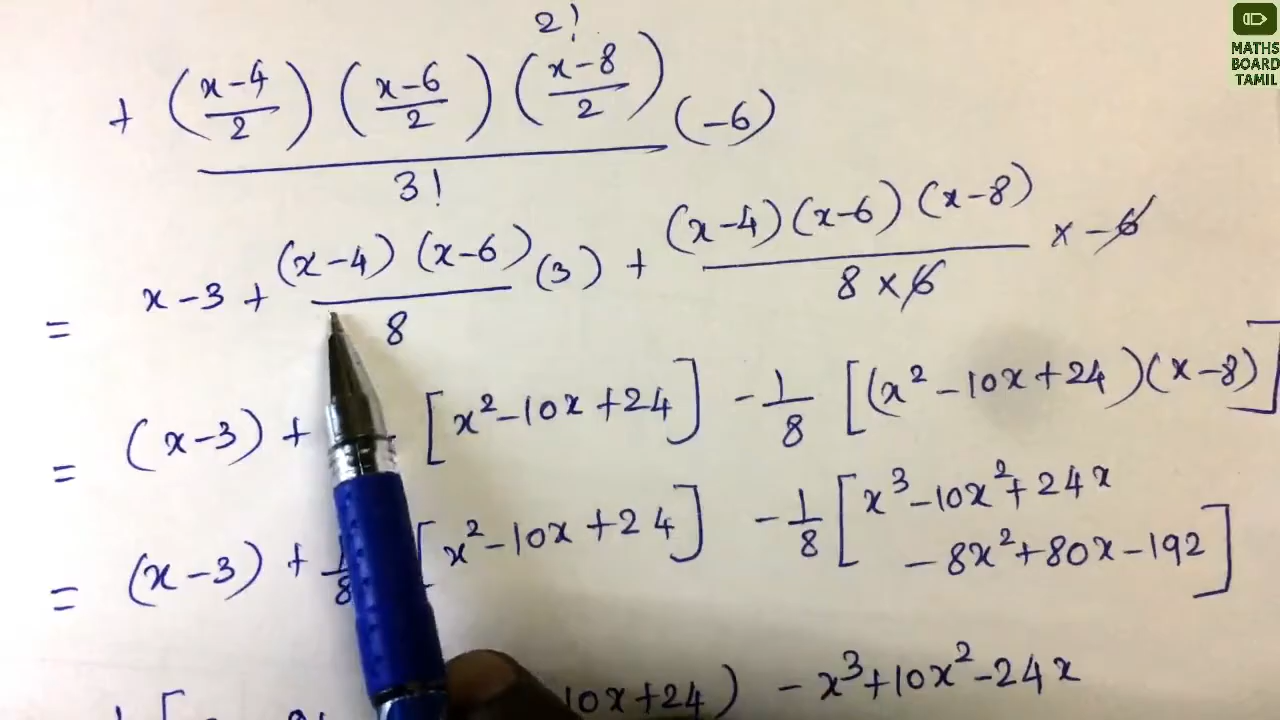 2!
+ (x-4/2) (x-6/2) (x-8/2) / 3! (-6)
= x-3 + (x-4) (x-6) / 8 (3) + (x-4) (x-6) (x-8) / 8 × 6 × -6
= (x-3) + [x²-10x+24] - 1/8 [(x²-10x+24)(x-8)]
= (x-3) + 1/8 [x²-10x+24] - 1/8 [x³-10x²+24x
-8x²+80x-192]
10x+24) - x³+10x²-24x
MATHS
BOARD
TAMIL